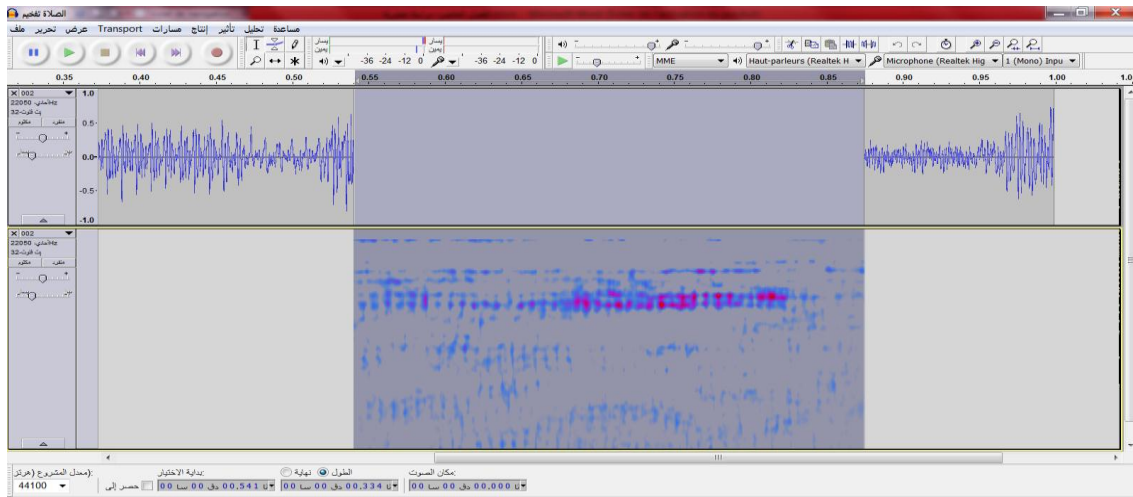 الصلاة تفخيم
ملف تحرير عرض Transport مسارات إنتاج تأثير تحليل مساعدة
يسار
يمين
-36 -24 -12 0
يسار
يمين
-36 -24 -12 0
MME
Haut-parleurs (Realtek H
Microphone (Realtek Hig
1 (Mono) Inpu
0.35 0.40 0.45 0.50 0.55 0.60 0.65 0.70 0.75 0.80 0.85 0.90 0.95 1.00 1.0
X 002
1.0
22050
0.5
0.0
-0.5
-1.0
X 002
22050
معدل المشروع (هرتز):
بداية الاختيار:
نهاية
الطول
مكان الصوت:
44100
00 دق 00,541 سا 00
00 دق 00,334 سا 00
00 دق 00,000 سا 00